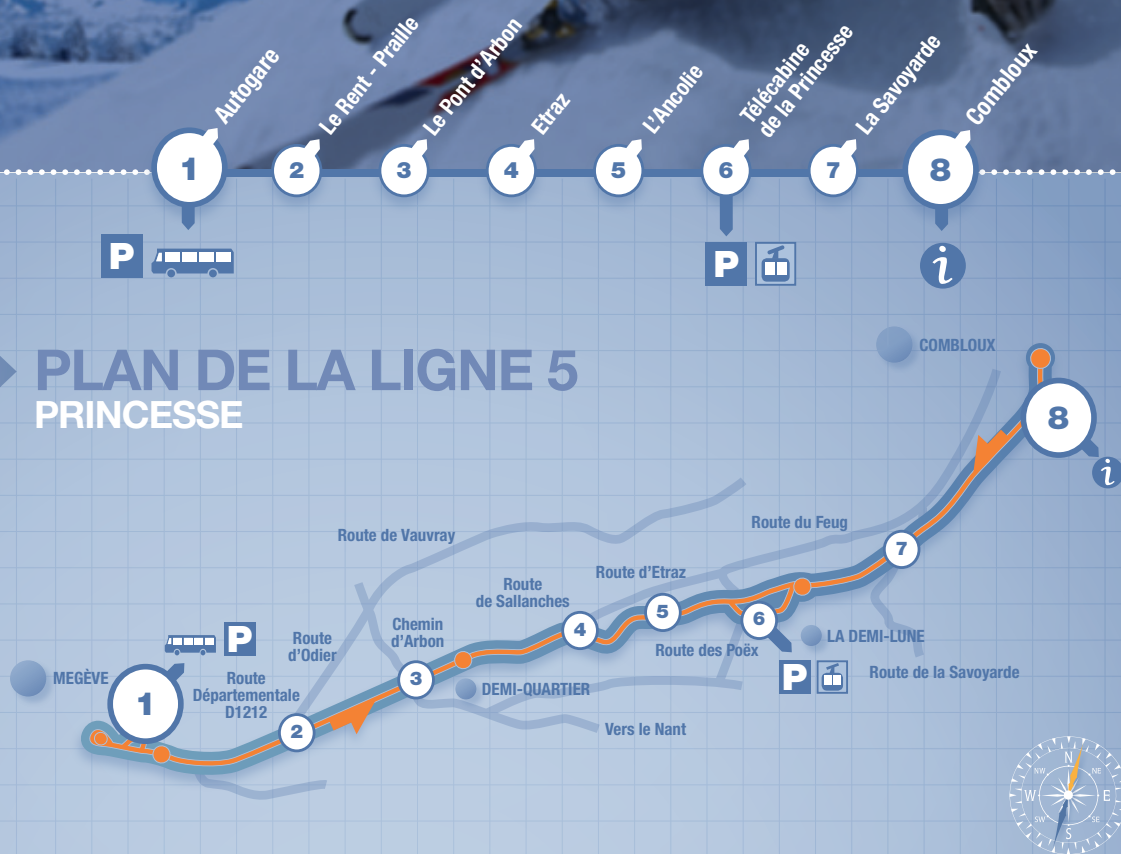 Autogare
Le Rent - Praille
Le Pont d'Arbon
Etraz
L'Ancolie
Télécabine
de la Princesse
La Savoyarde
Combloux
1
2
3
4
5
6
7
8
P
P
i
PLAN DE LA LIGNE 5
PRINCESSE
COMBLOUX
8
i
Route de Vauvray
Route du Feug
7
Route d'Etraz
Route
de Sallanches
5
4
6
Chemin
d'Arbon
P
Route
d'Odier
LA DEMI-LUNE
Route des Poëx
P
Route de la Savoyarde
MEGÈVE
1
Route
Départementale
D1212
3
DEMI-QUARTIER
2
Vers le Nant
N
NW
NE
W
E
SW
SE
S